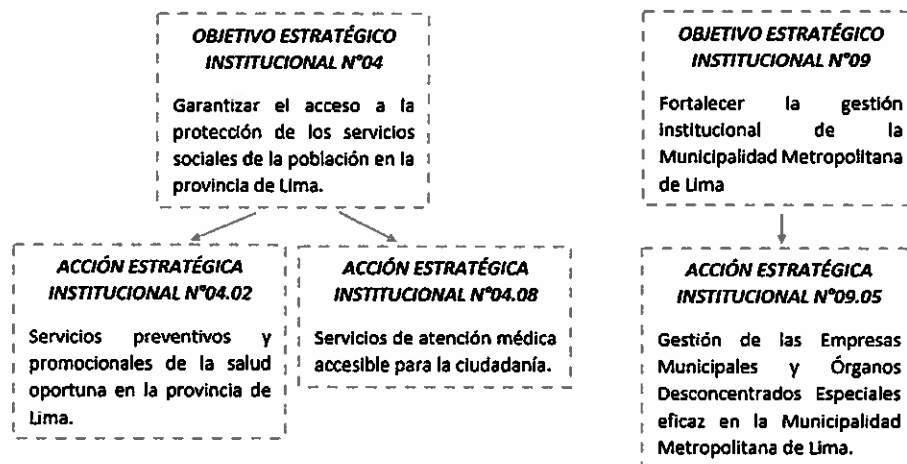 OBJETIVO ESTRATÉGICO
INSTITUCIONAL N°04
Garantizar el acceso a la
protección de los servicios
sociales de la población en la
provincia de Lima.
OBJETIVO ESTRATÉGICO
INSTITUCIONAL N°09
Fortalecer la gestión
institucional de la
Municipalidad Metropolitana
de Lima
ACCIÓN ESTRATÉGICA
INSTITUCIONAL N°04.02
Servicios preventivos y
promocionales de la salud
oportuna en la provincia de
Lima.
ACCIÓN ESTRATÉGICA
INSTITUCIONAL N°04.08
Servicios de atención médica
accesible para la ciudadanía.
ACCIÓN ESTRATÉGICA
INSTITUCIONAL N°09.05
Gestión de las Empresas
Municipales y Órganos
Desconcentrados Especiales
eficaz en la Municipalidad
Metropolitana de Lima.